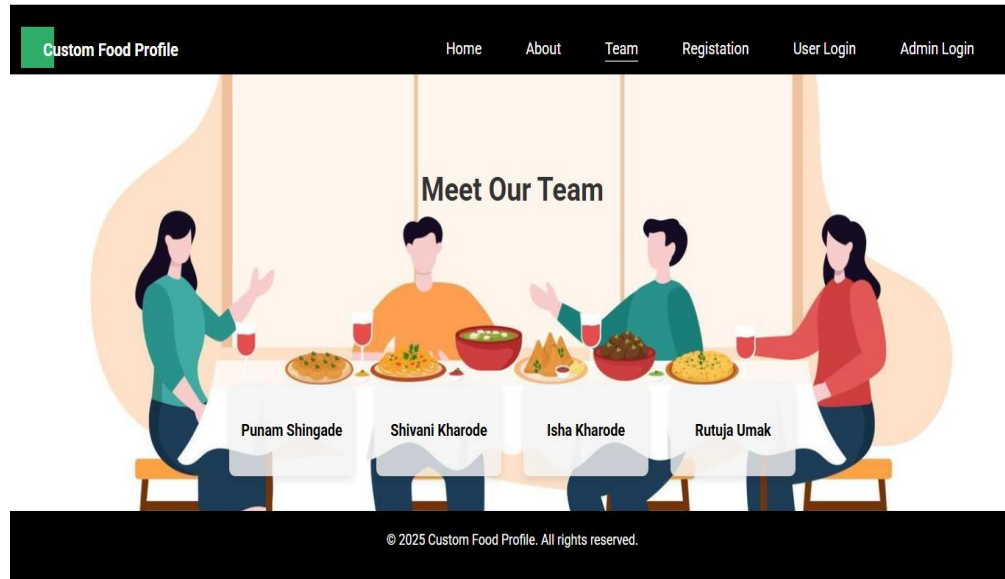 Custom Food Profile Home About Team Registation User Login Admin Login
Meet Our Team
Punam Shingade Shivani Kharode Isha Kharode Rutuja Umak
© 2025 Custom Food Profile. All rights reserved.